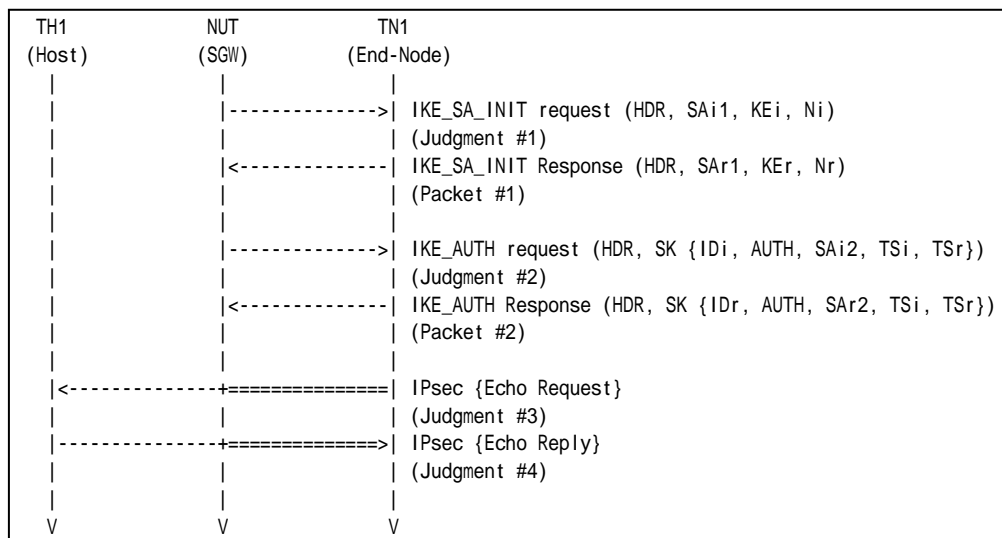 TH1 NUT TN1
(Host) (SGW) (End-Node)
| | |
| |-------------->| IKE_SA_INIT request (HDR, SAi1, KEi, Ni)
| | | (Judgment #1)
| |<--------------| IKE_SA_INIT Response (HDR, SAr1, KEr, Nr)
| | | (Packet #1)
| | |
| |-------------->| IKE_AUTH request (HDR, SK {IDi, AUTH, SAi2, TSi, TSr})
| | | (Judgment #2)
| |<--------------| IKE_AUTH Response (HDR, SK {IDr, AUTH, SAr2, TSi, TSr})
| | | (Packet #2)
| | |
|<--------------+===============| IPsec {Echo Request}
| | | (Judgment #3)
|---------------+==============>| IPsec {Echo Reply}
| | | (Judgment #4)
| | |
V V V